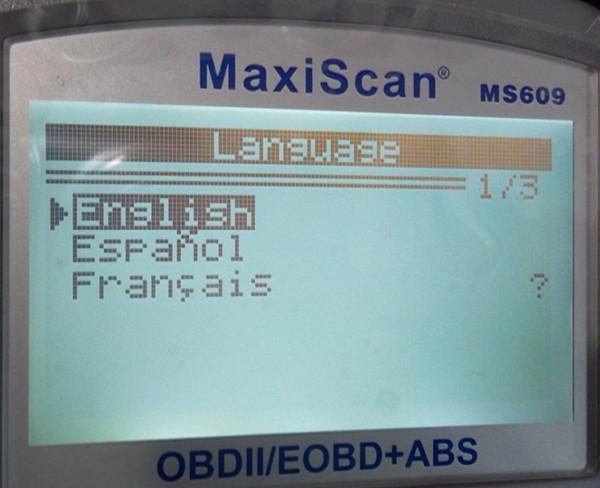 MaxiScan® MS609
Language
1/3
English
Español
Français ?
OBDII/EOBD+ABS